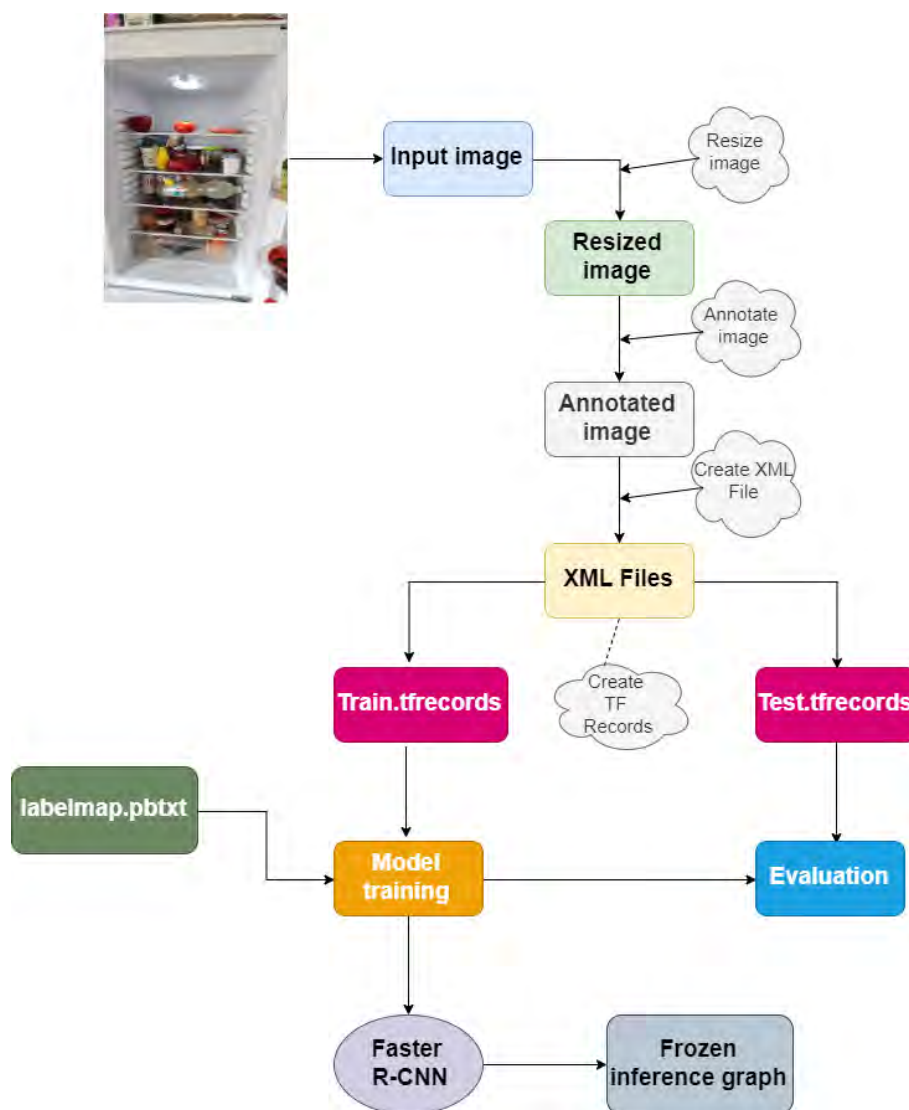 Input image
Resize
image
Resized
image
Annotate
image
Annotated
image
Create XML
File
XML Files
Train.tfrecords
Create
TF
Records
Test.tfrecords
labelmap.pbtxt
Model
training
Evaluation
Faster
R-CNN
Frozen
inference graph